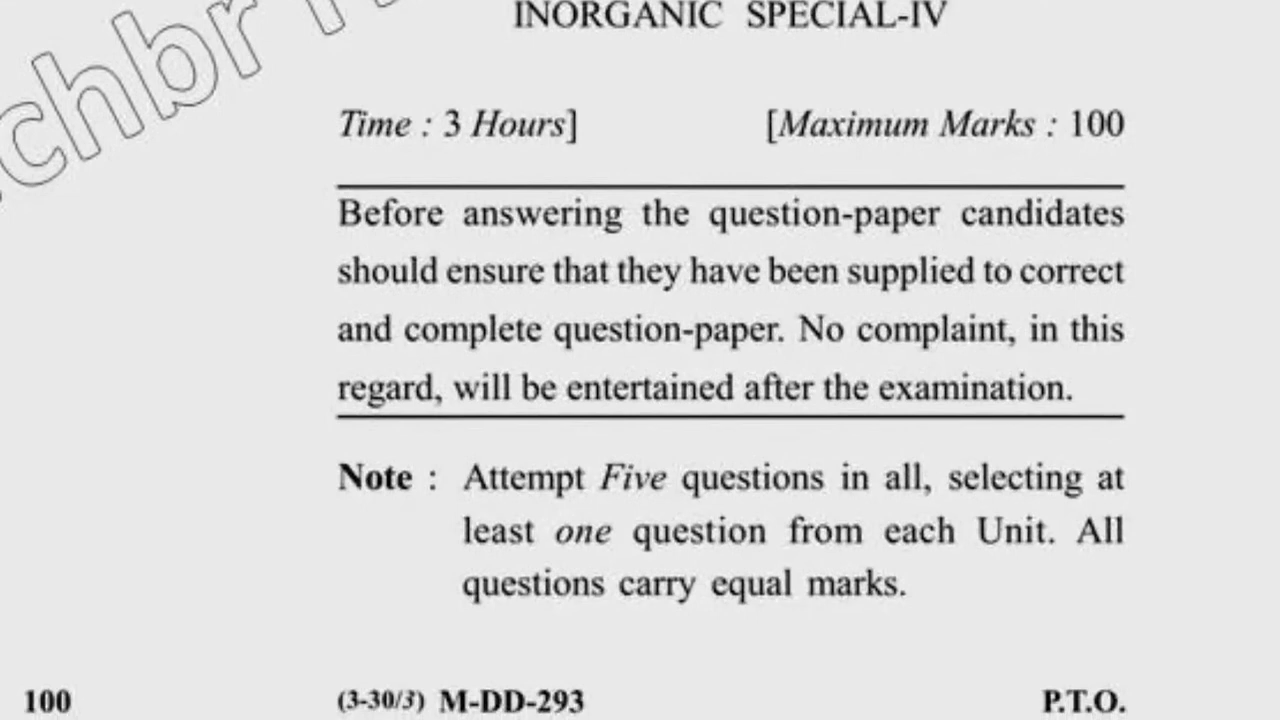 INORGANIC SPECIAL-IV
Time : 3 Hours] [Maximum Marks : 100
Before answering the question-paper candidates
should ensure that they have been supplied to correct
and complete question-paper. No complaint, in this
regard, will be entertained after the examination.
Note : Attempt Five questions in all, selecting at
least one question from each Unit. All
questions carry equal marks.
100 (3-30/3) M-DD-293 P.T.O.